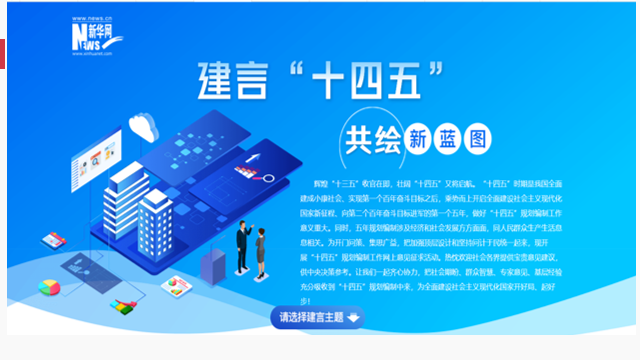 www.news.cn
新华网
NEWS
www.xinhuanet.com
建言“十四五”
共绘新蓝图
辉煌“十三五”收官在即，壮阔“十四五”又将启航。“十四五”时期是我国全面
建成小康社会、实现第一个百年奋斗目标之后，乘势而上开启全面建设社会主义现代化
国家新征程、向第二个百年奋斗目标进军的第一个五年，做好“十四五”规划编制工作
意义重大。同时，五年规划编制涉及经济和社会发展方方面面，同人民群众生产生活息
息相关。为开门问策、集思广益，把加强顶层设计和坚持问计于民统一起来，现开
展“十四五”规划编制工作网上意见征求活动。热忱欢迎社会各界提供宝贵意见建议，
供中央决策参考。让我们一起齐心协力，把社会期盼、群众智慧、专家意见、基层经验
充分吸收到“十四五”规划编制中来，为全面建设社会主义现代化国家开好局、起好
步！
请选择建言主题